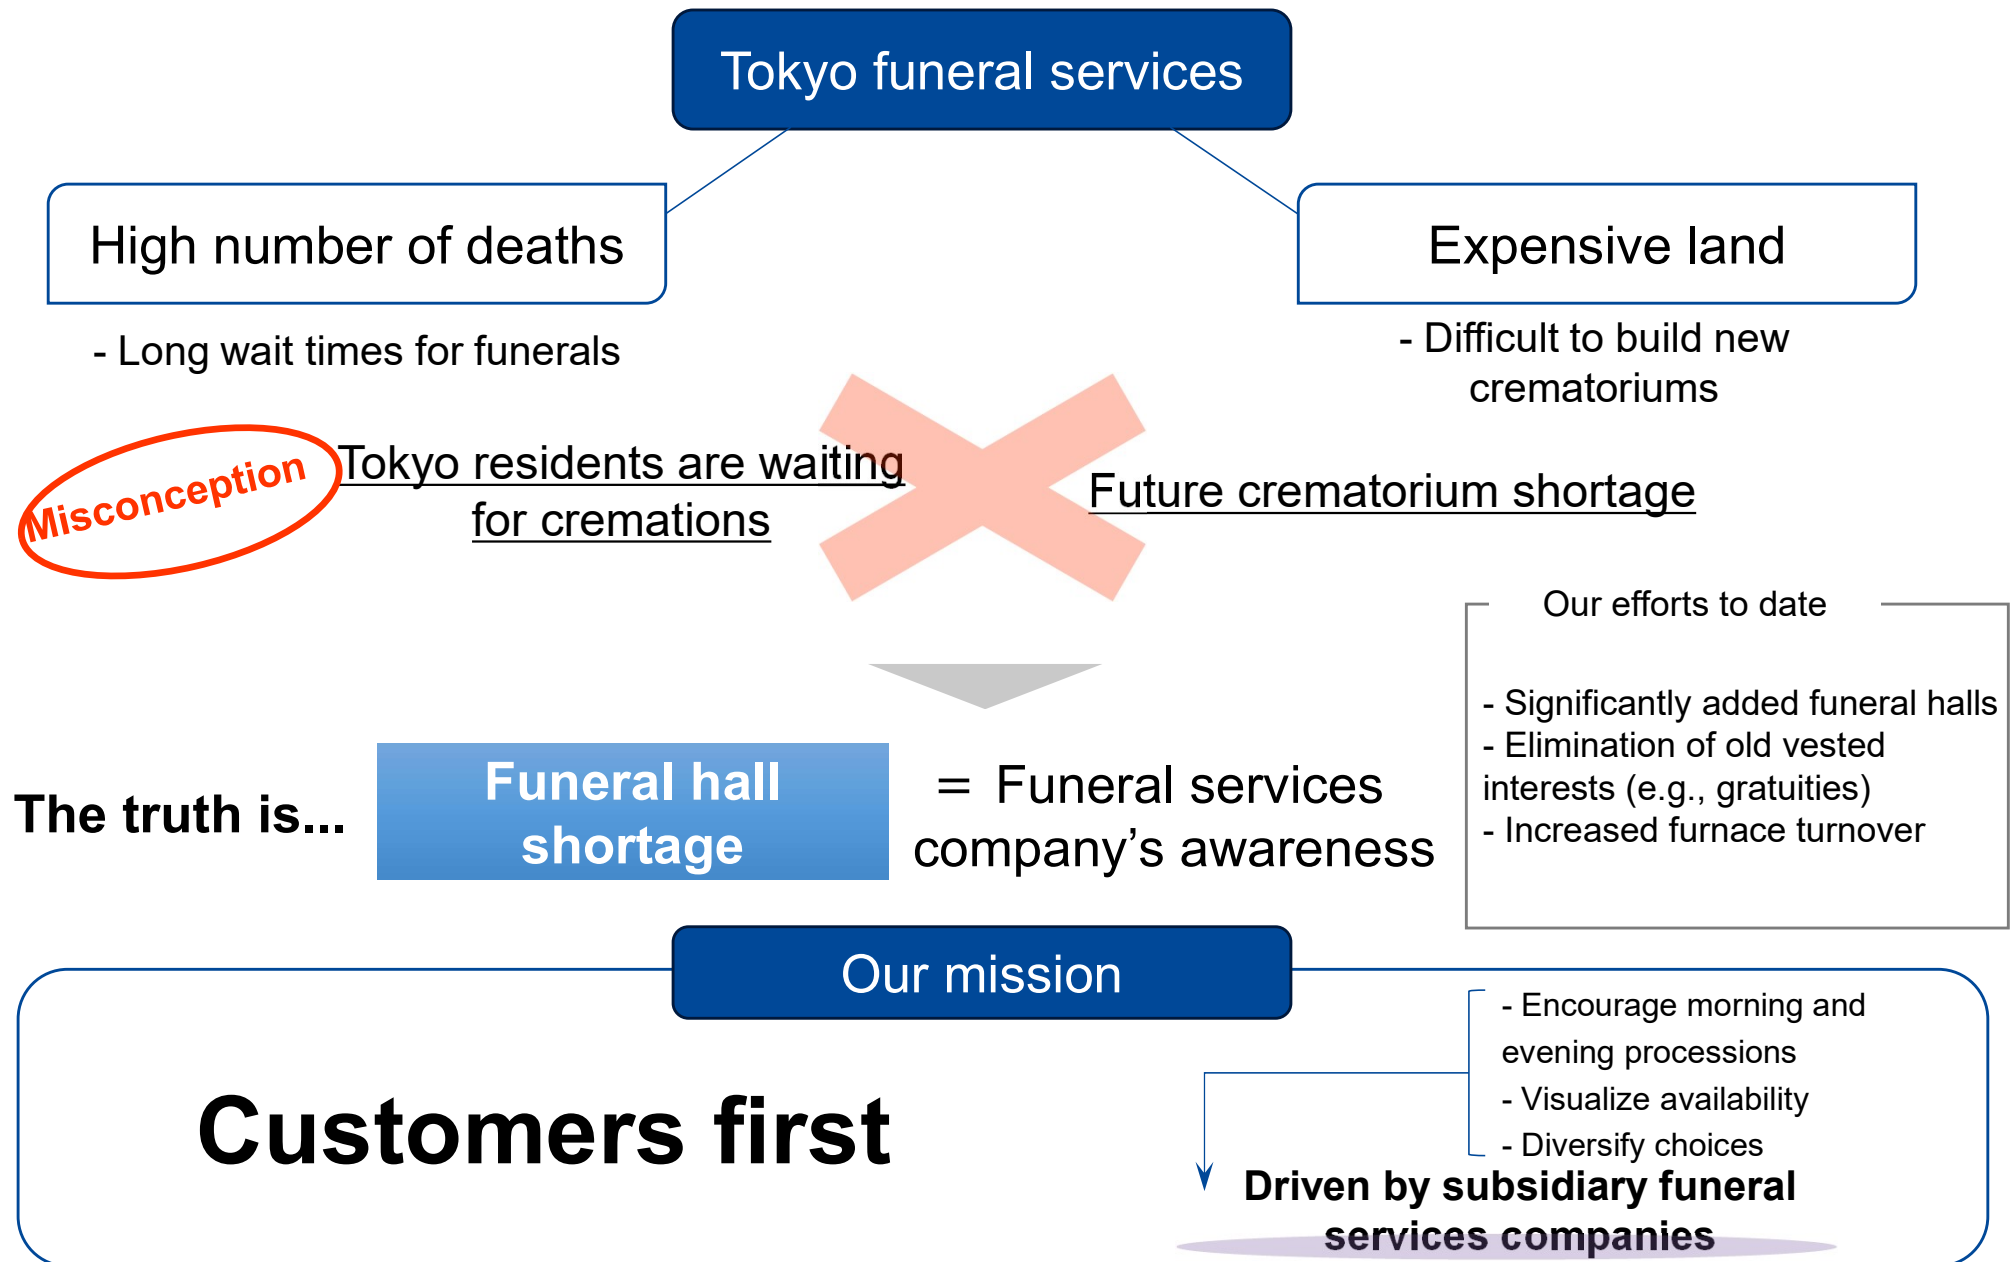 Tokyo funeral services
High number of deaths
Expensive land
- Long wait times for funerals
- Difficult to build new
crematoriums
Misconception
Tokyo residents are waiting
for cremations
Future crematorium shortage
Our efforts to date
- Significantly added funeral halls
- Elimination of old vested
interests (e.g., gratuities)
- Increased furnace turnover
The truth is...
Funeral hall
shortage
= Funeral services
company’s awareness
Our mission
Customers first
- Encourage morning and
evening processions
- Visualize availability
- Diversify choices
Driven by subsidiary funeral
services companies